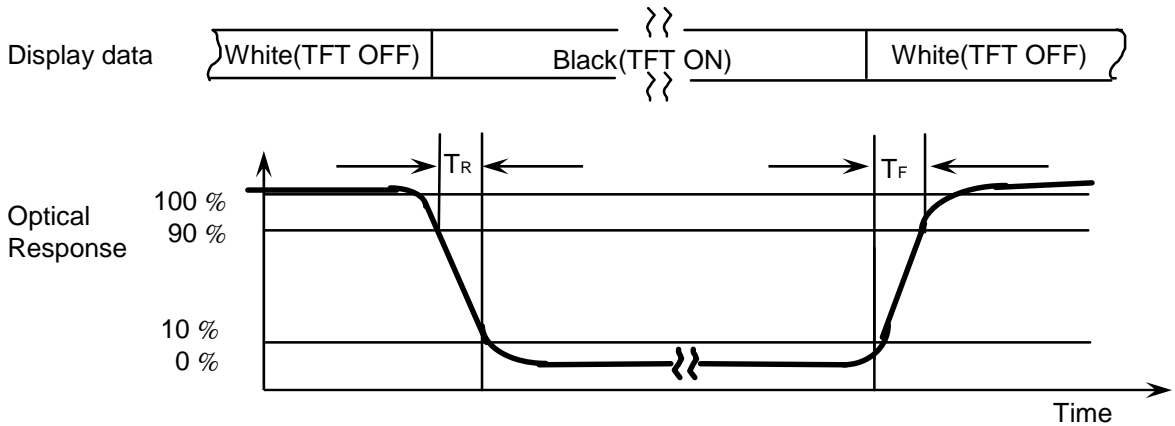 Display data
White(TFT OFF)
Black(TFT ON)
White(TFT OFF)
TR
TF
Optical
Response
100 %
90 %
10 %
0 %
Time